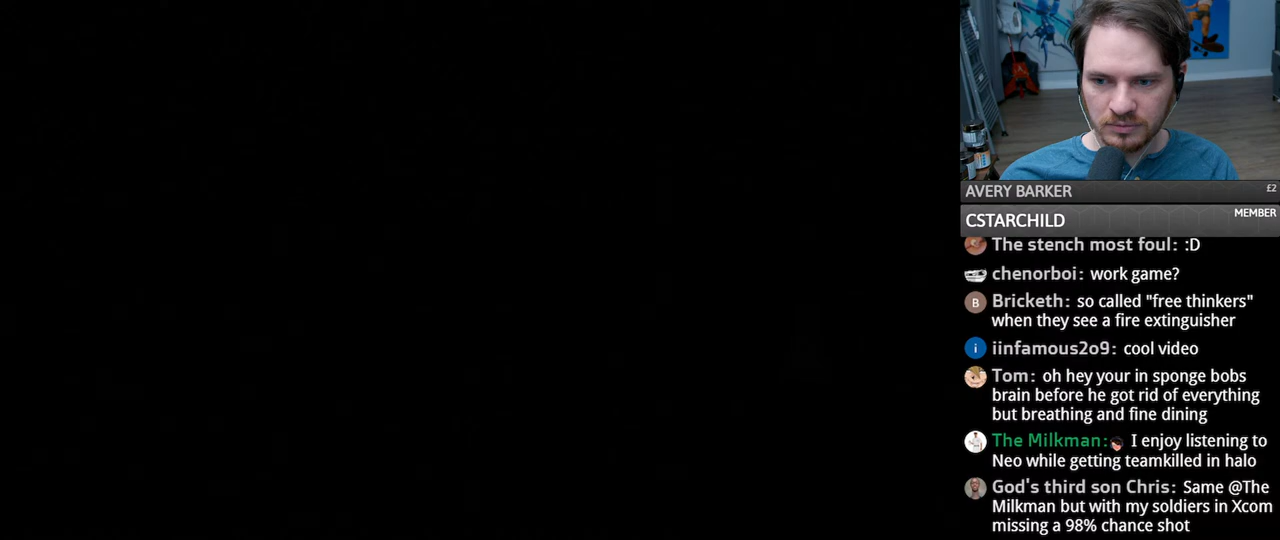 AVERY BARKER
£2
CSTARCHILD
MEMBER
The stench most foul: :D
chenorboi: work game?
B Bricketh: so called "free thinkers"
when they see a fire extinguisher
i iinfamous2o9: cool video
Tom: oh hey your in sponge bobs
brain before he got rid of everything
but breathing and fine dining
The Milkman: I enjoy listening to
Neo while getting teamkilled in halo
God's third son Chris: Same @The
Milkman but with my soldiers in Xcom
missing a 98% chance shot